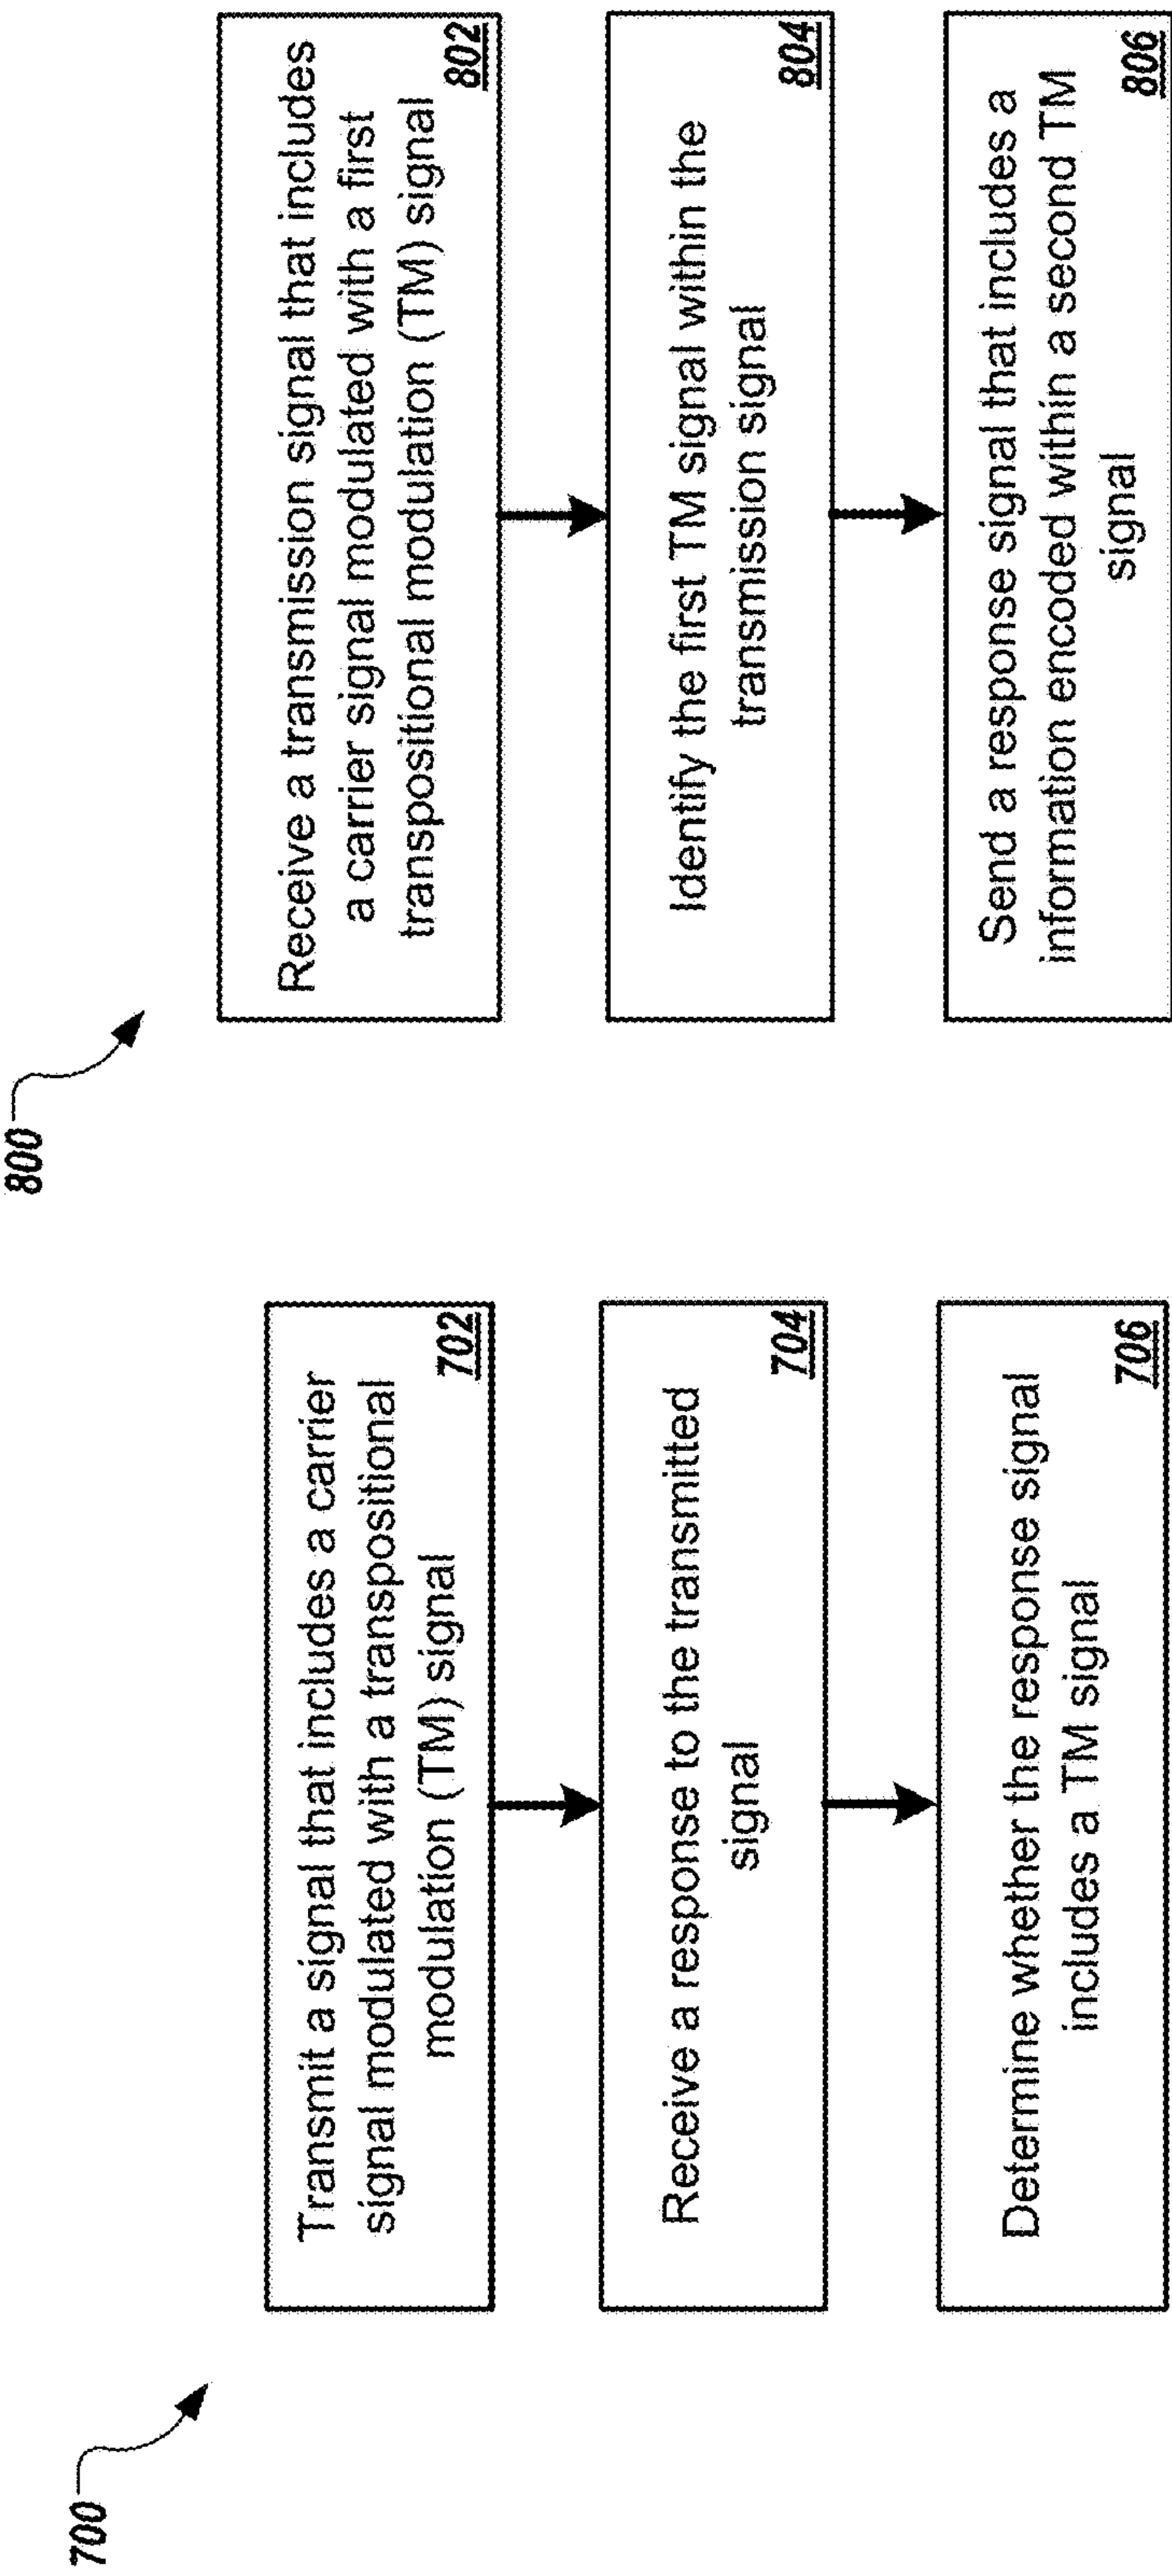 700
Transmit a signal that includes a carrier
signal modulated with a transpositional
modulation (TM) signal
702
Receive a response to the transmitted
signal
704
Determine whether the response signal
includes a TM signal
706
800
Receive a transmission signal that includes
a carrier signal modulated with a first
transpositional modulation (TM) signal
802
Identify the first TM signal within the
transmission signal
804
Send a response signal that includes a
information encoded within a second TM
signal
806